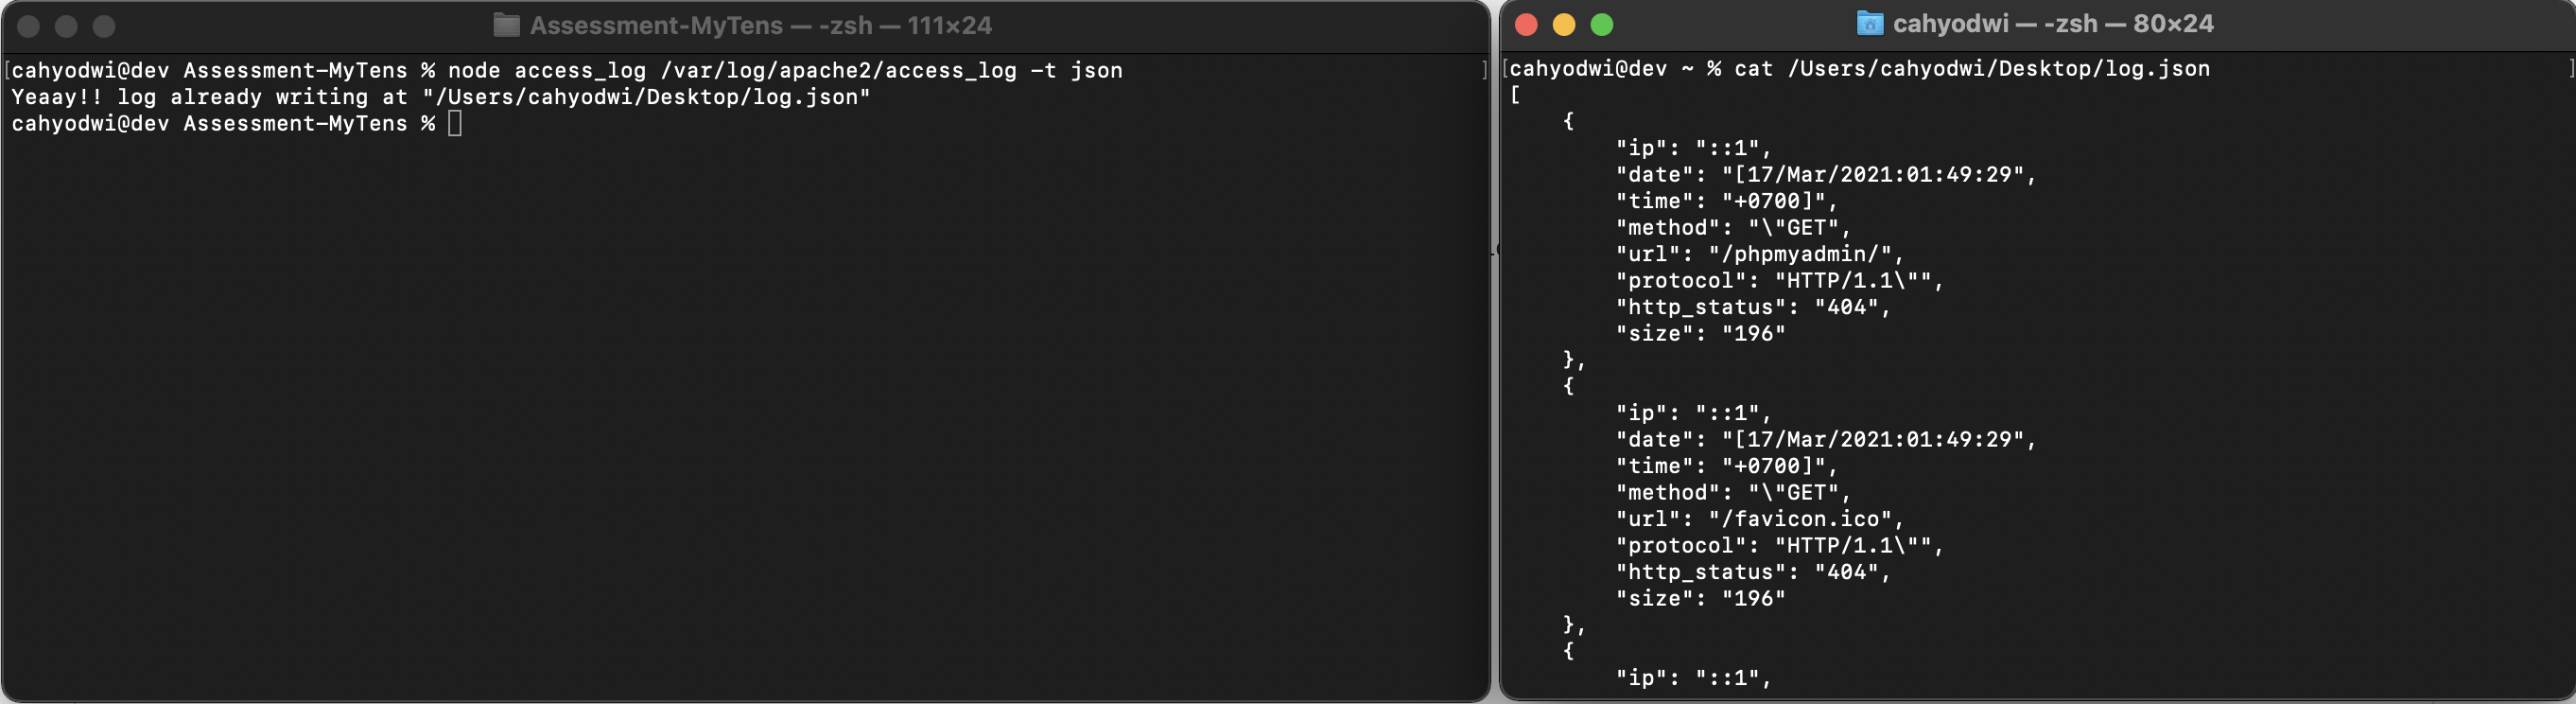 Assessment-MyTens — -zsh — 111×24
[cahyodwi@dev Assessment-MyTens % node access_log /var/log/apache2/access_log -t json ]
Yeaay!! log already writing at "/Users/cahyodwi/Desktop/log.json"
cahyodwi@dev Assessment-MyTens %
cahyodwi — -zsh — 80×24
[cahyodwi@dev ~ % cat /Users/cahyodwi/Desktop/log.json ]
[
    {
        "ip": "::1",
        "date": "[17/Mar/2021:01:49:29",
        "time": "+0700]",
        "method": "\"GET",
        "url": "/phpmyadmin/",
        "protocol": "HTTP/1.1\"",
        "http_status": "404",
        "size": "196"
    },
    {
        "ip": "::1",
        "date": "[17/Mar/2021:01:49:29",
        "time": "+0700]",
        "method": "\"GET",
        "url": "/favicon.ico",
        "protocol": "HTTP/1.1\"",
        "http_status": "404",
        "size": "196"
    },
    {
        "ip": "::1",